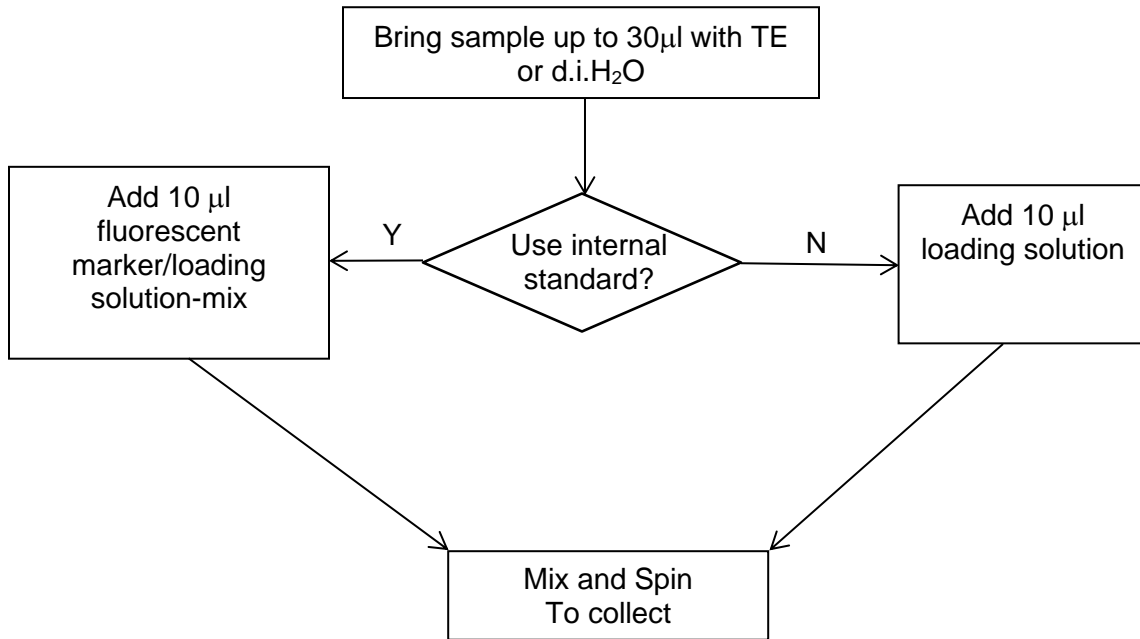 Bring sample up to 30μl with TE
or d.i.H₂O
Add 10 μl
fluorescent
marker/loading
solution-mix
Y
Use internal
standard?
N
Add 10 μl
loading solution
Mix and Spin
To collect